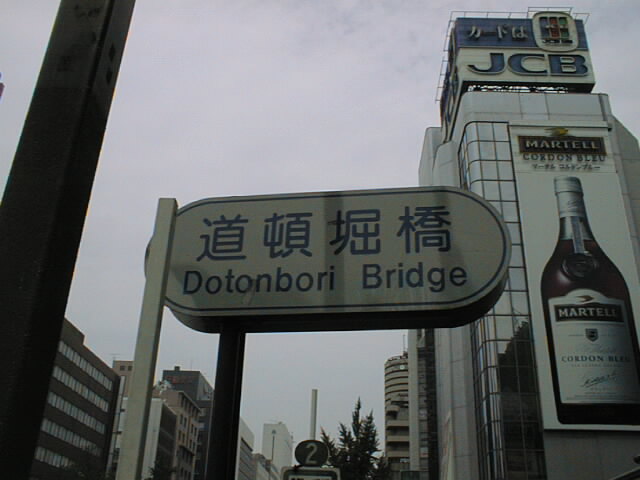 カードは
JCB
MARTELL
CORDON BLEU
マーテル コルドン ブルー
道頓堀橋
Dotonbori Bridge
MARTELL
CORDON BLEU
2